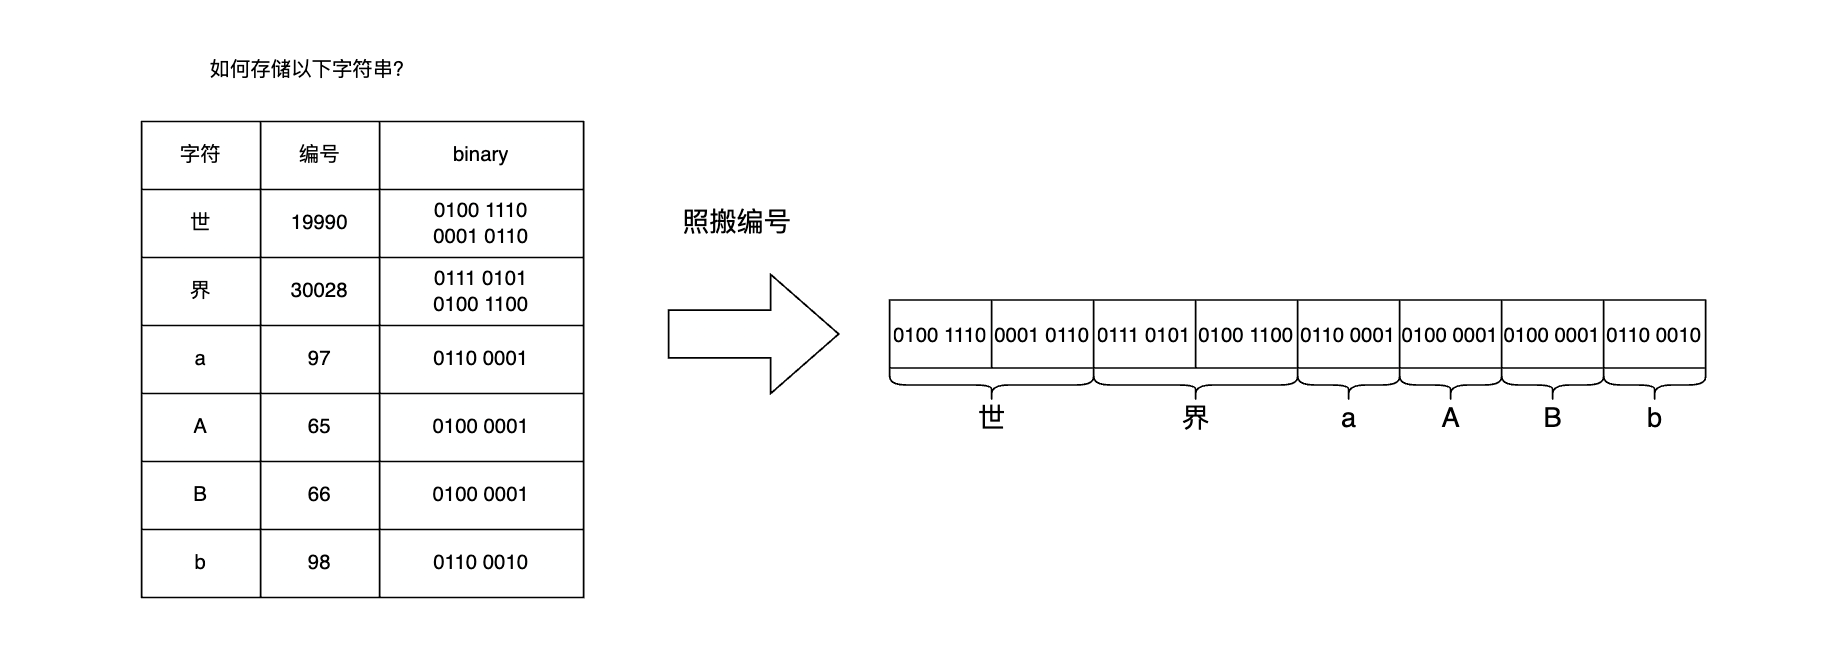 如何存储以下字符串?
字符 编号 binary
世 19990 0100 1110
0001 0110
界 30028 0111 0101
0100 1100
a 97 0110 0001
A 65 0100 0001
B 66 0100 0001
b 98 0110 0010
照搬编号
0100 1110 0001 0110 0111 0101 0100 1100 0110 0001 0100 0001 0100 0001 0110 0010
世 界 a A B b